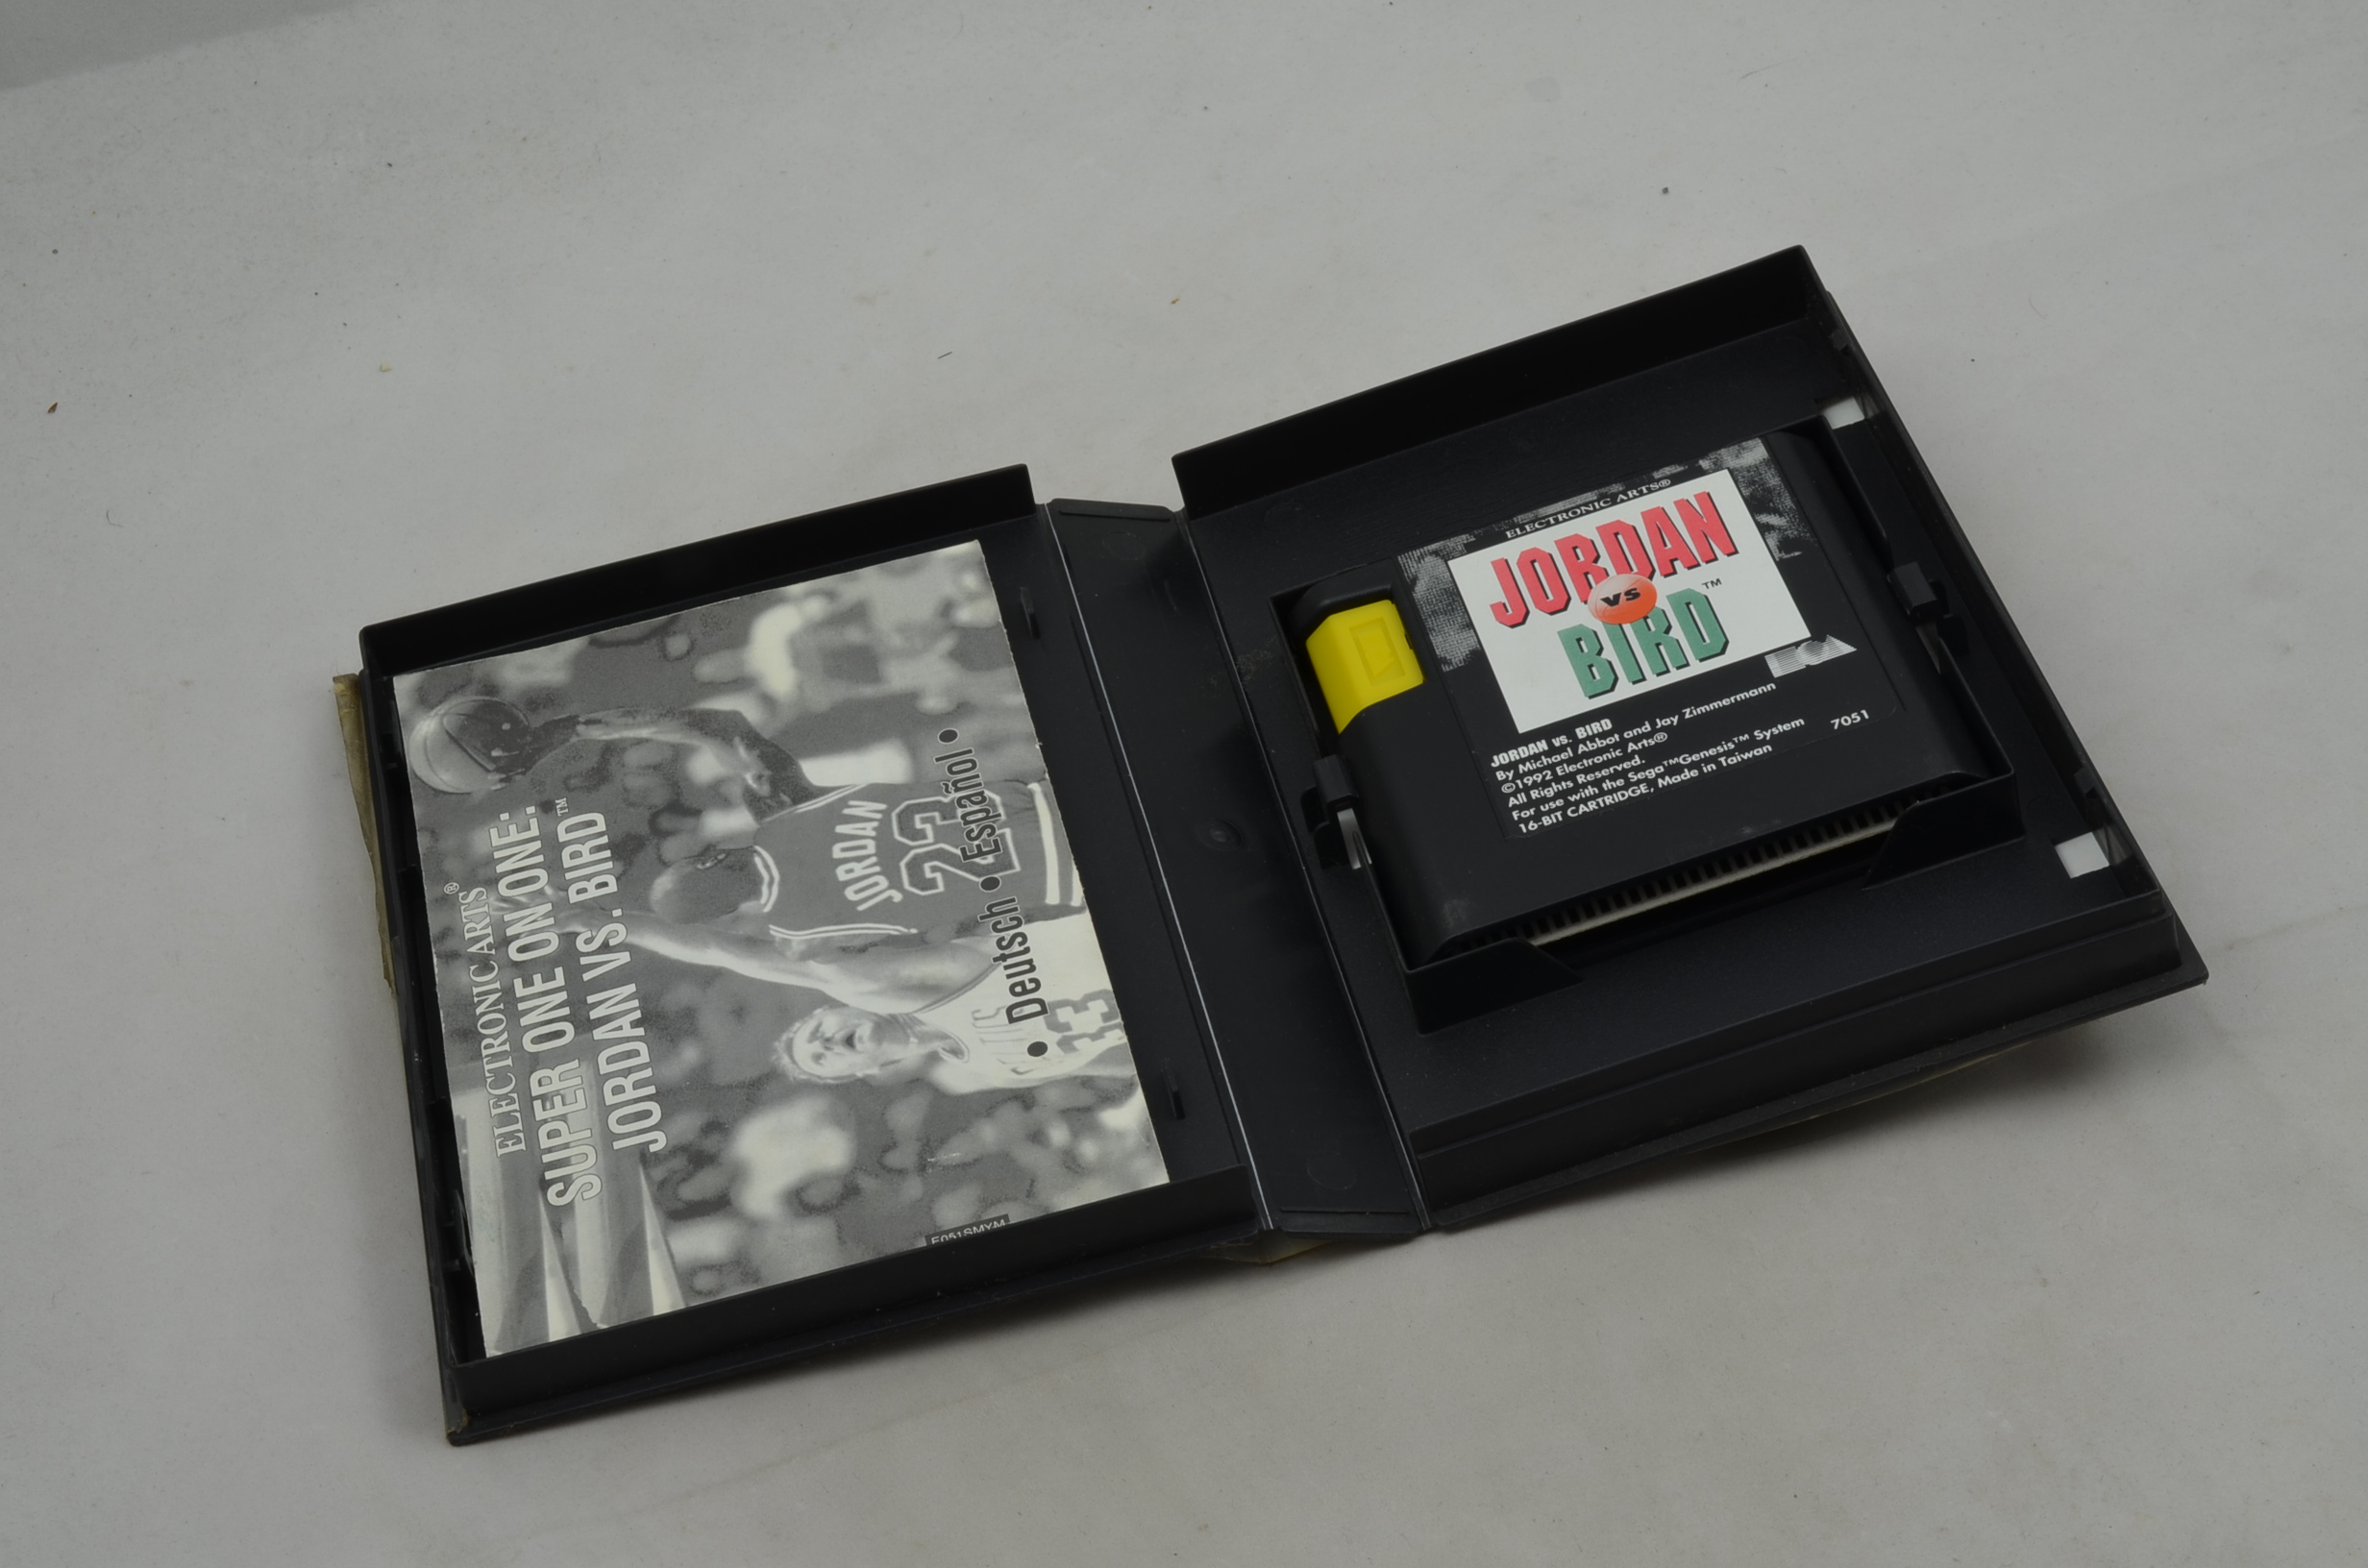 ELECTRONIC ARTS®
SUPER ONE ON ONE:
JORDAN VS. BIRD™
JORDAN
23
33
• Deutsch • Español •
E051SMYM
ELECTRONIC ARTS®
JORDAN
VS
BIRD™
EA
JORDAN vs. BIRD
By Michael Abbot and Jay Zimmermann
©1992 Electronic Arts®
All Rights Reserved.
For use with the Sega™Genesis™ System
16-BIT CARTRIDGE, Made in Taiwan
7051